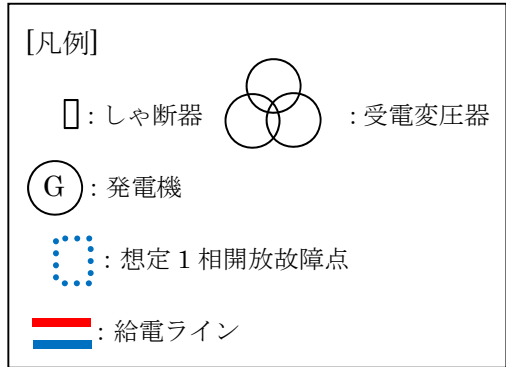 [凡例]
: しゃ断器 : 受電変圧器
G : 発電機
: 想定 1 相開放故障点
: 給電ライン